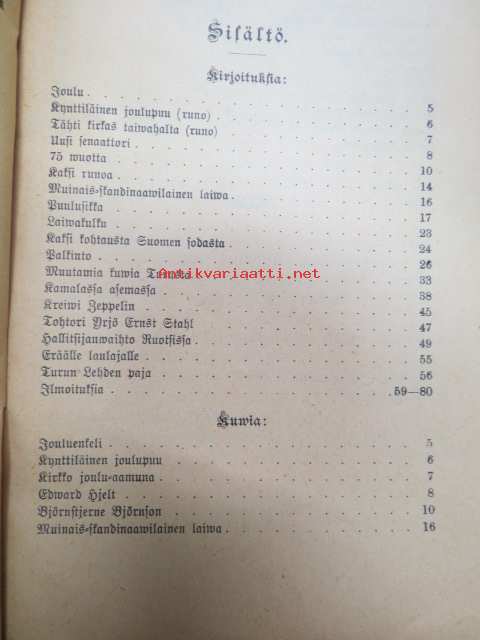 Sisältö.
Kirjoituksia:
Joulu . . . 5
Kynttiläinen joulupuu (runo) . . . 6
Tähti kirkas taiwahalta (runo) . . . 7
Uusi senaattori . . . 8
75 wuotta . . . 10
Kaksi runoa . . . 14
Muinais-skandinaawilainen laiwa . . . 16
Puulusikka . . . 17
Laiwakulku . . . 23
Kaksi kohtausta Suomen sodasta . . . 24
Palkinto . . . 26
Muutamia kuwia Turusta . . . 33
Antikvariaatti.net
Kamalassa asemassa . . . 38
Kreiwi Zeppelin . . . 45
Tohtori Yrjö Ernst Stahl . . . 47
Hallitsijanwaihto Ruotsissa . . . 49
Eräälle laulajalle . . . 55
Turun Lehden paja . . . 56
Ilmoituksia . . . 59—80
Kuwia:
Jouluenkeli . . . 5
Kynttiläinen joulupuu . . . 6
Kirkko joulu-aamuna . . . 7
Edward Hjelt . . . 8
Björnstjerne Björnson . . . 10
Muinais-skandinaawilainen laiwa . . . 16